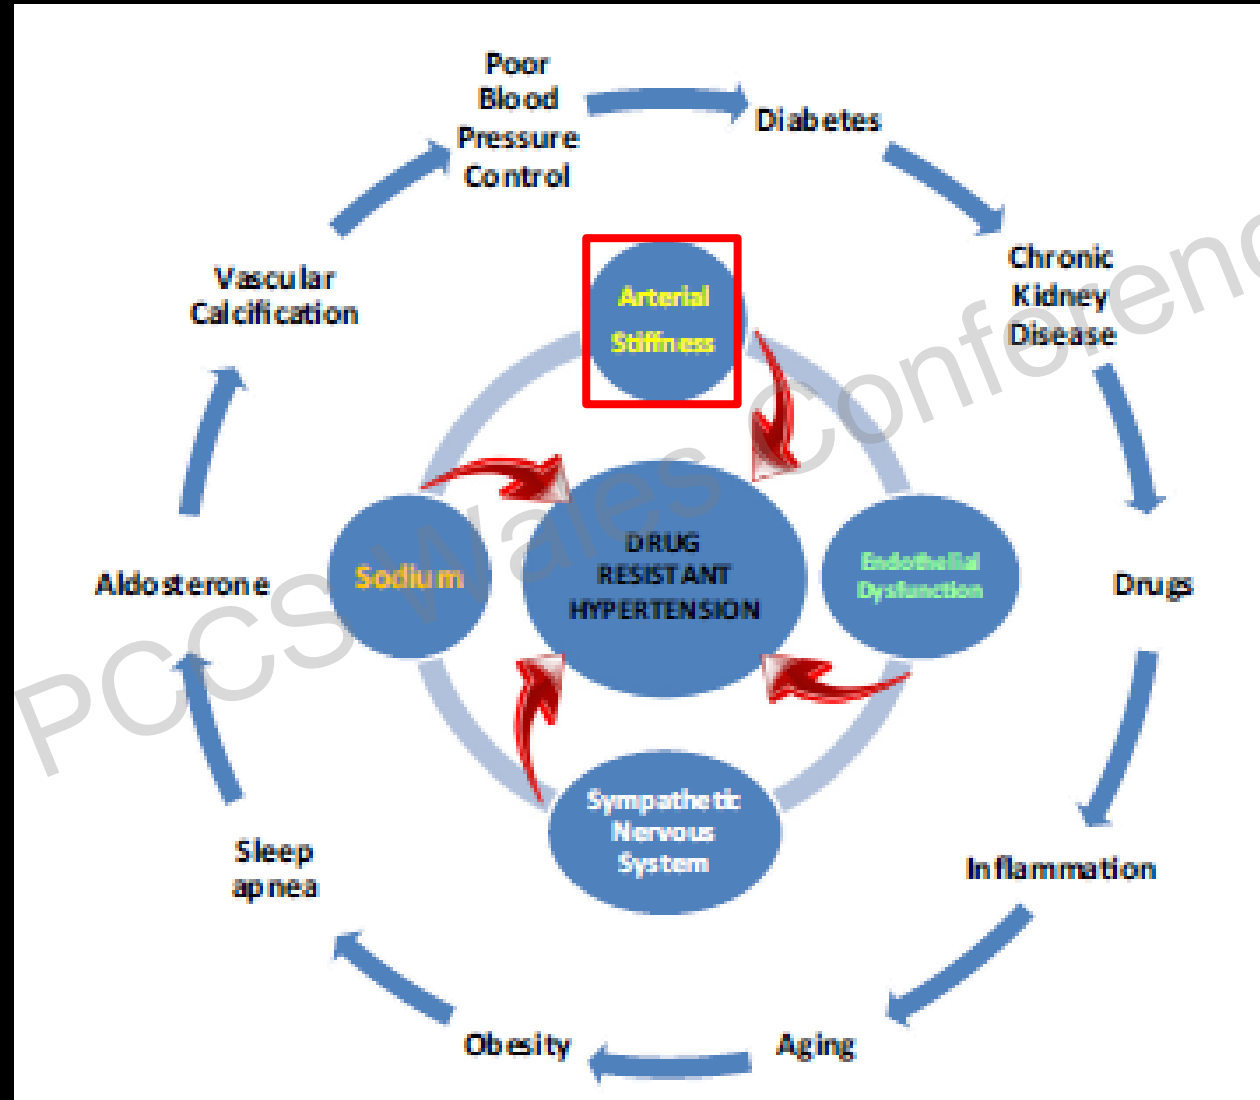 Poor
Blood
Pressure
Control
Diabetes
Chronic
Kidney
Disease
Drugs
Inflammation
Aging
Obesity
Sleep
apnea
Aldosterone
Vascular
Calcification
Arterial
Stiffness
Endothelial
Dysfunction
Sympathetic
Nervous
System
Sodium
DRUG
RESISTANT
HYPERTENSION
PCCS Wales Conferenc